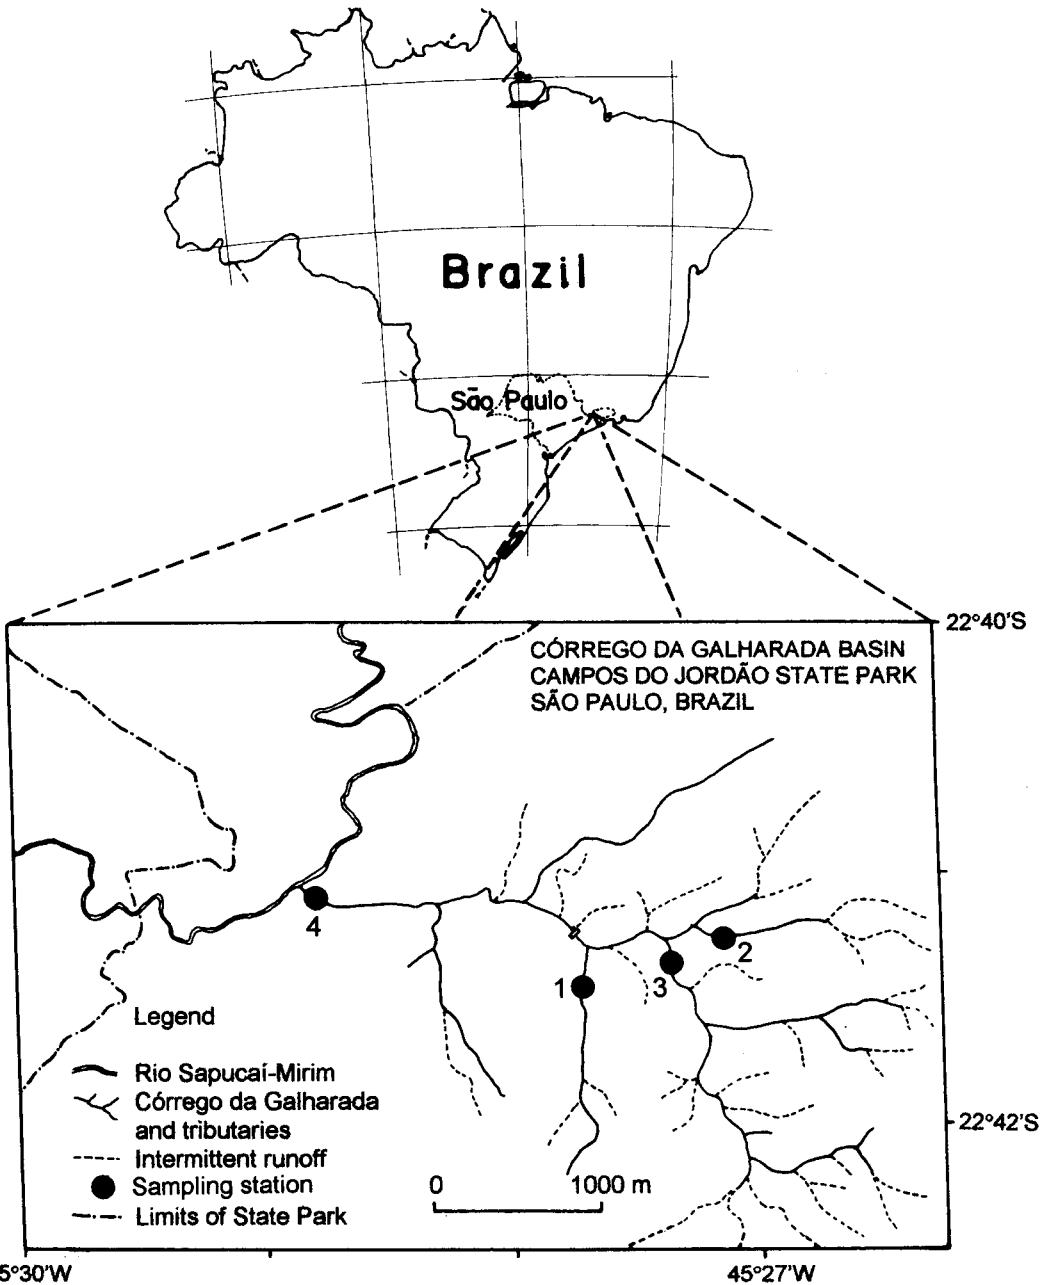 Brazil
São Paulo
22°40'S
CÓRREGO DA GALHARADA BASIN
CAMPOS DO JORDÃO STATE PARK
SÃO PAULO, BRAZIL
4
2
3
1
Legend
Rio Sapucaí-Mirim
Córrego da Galharada
and tributaries
Intermittent runoff
Sampling station
Limits of State Park
0 1000 m
22°42'S
5°30'W
45°27'W